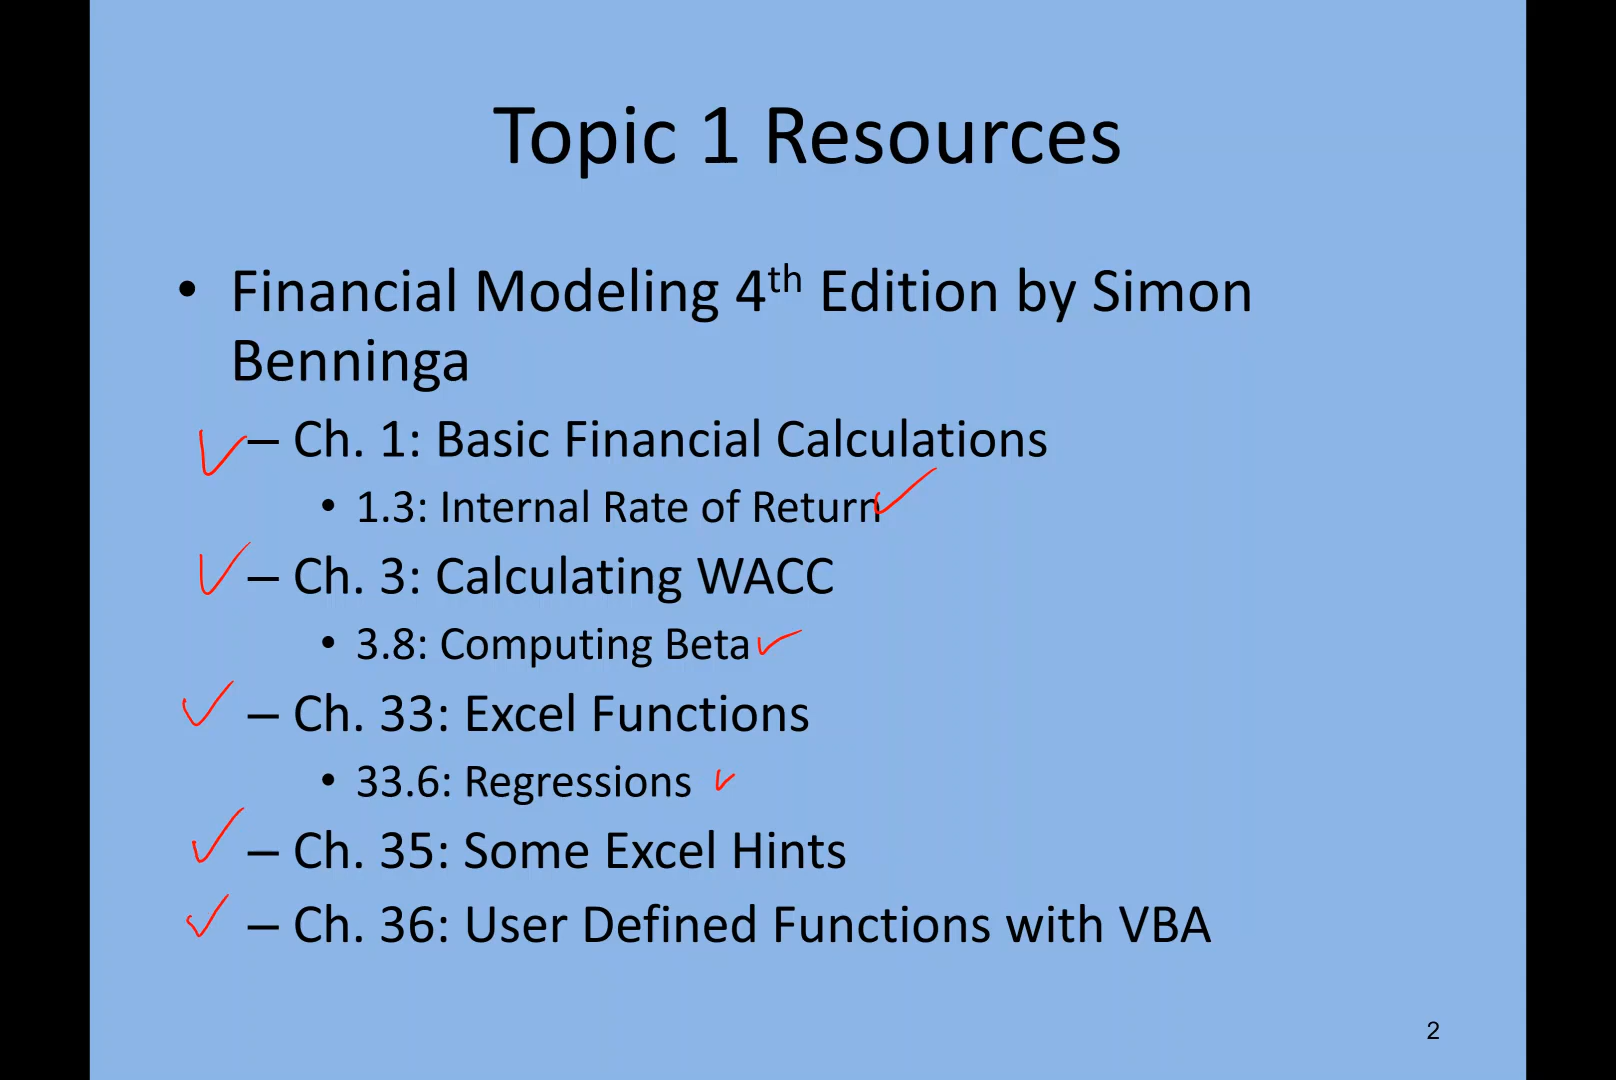 Topic 1 Resources
• Financial Modeling 4th Edition by Simon
Benninga
– Ch. 1: Basic Financial Calculations
• 1.3: Internal Rate of Return
– Ch. 3: Calculating WACC
• 3.8: Computing Beta
– Ch. 33: Excel Functions
• 33.6: Regressions
– Ch. 35: Some Excel Hints
– Ch. 36: User Defined Functions with VBA
2